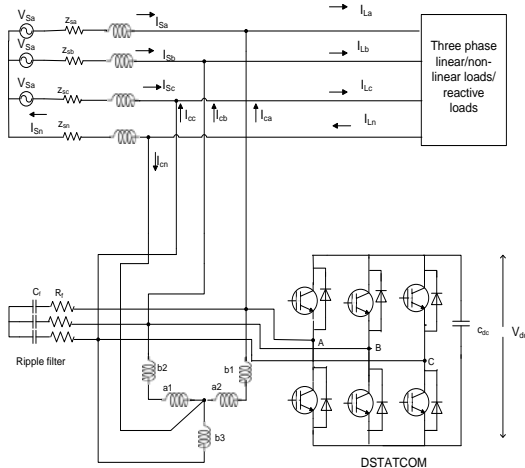 V_Sa z_sa I_Sa I_La
V_Sa z_sb I_Sb I_Lb
V_Sa z_sc I_Sc I_Lc
I_Sn z_sn I_cc I_cb I_ca I_Ln
Three phase
linear/non-
linear loads/
reactive
loads
I_cn
C_f R_f
Ripple filter
A
B
C
c_dc
V_dc
b2 b1
a1 a2
b3
DSTATCOM